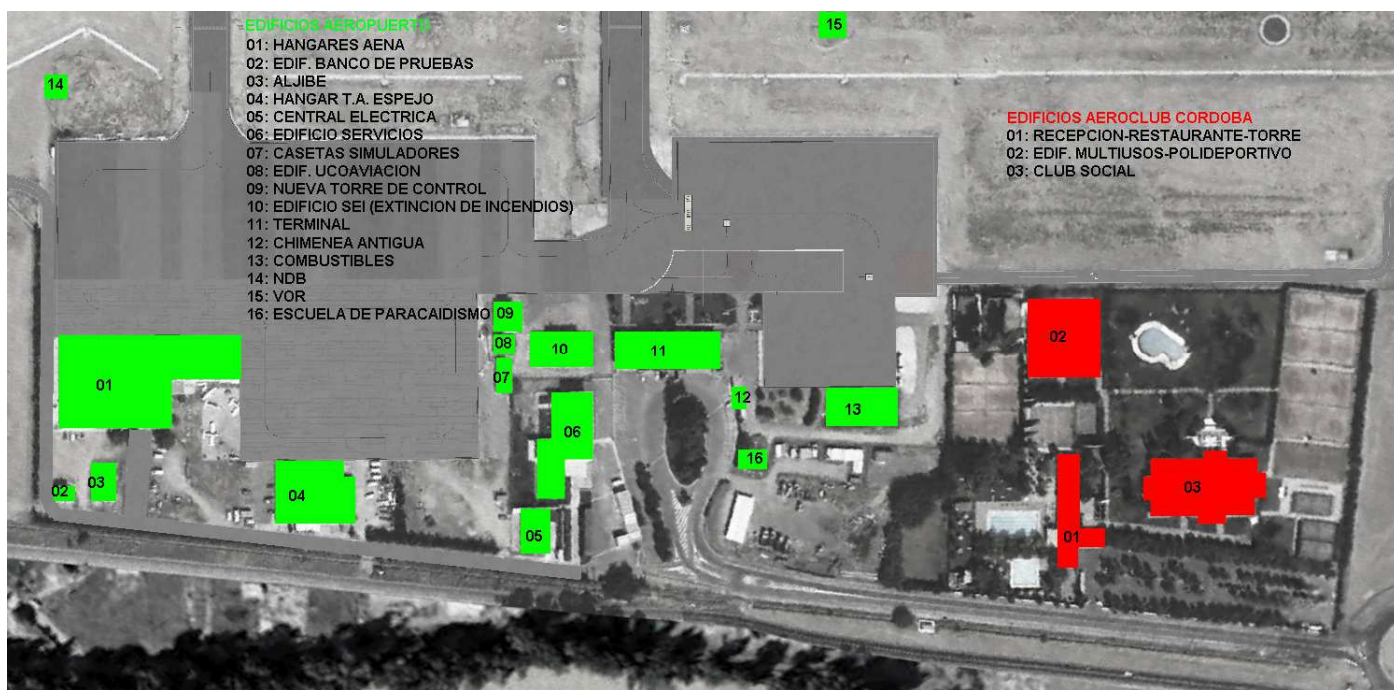 EDIFICIOS AEROPUERTO
01: HANGARES AENA
02: EDIF. BANCO DE PRUEBAS
03: ALJIBE
04: HANGAR T.A. ESPEJO
05: CENTRAL ELECTRICA
06: EDIFICIO SERVICIOS
07: CASETAS SIMULADORES
08: EDIF. UCOAVIACION
09: NUEVA TORRE DE CONTROL
10: EDIFICIO SEI (EXTINCION DE INCENDIOS)
11: TERMINAL
12: CHIMENEA ANTIGUA
13: COMBUSTIBLES
14: NDB
15: VOR
16: ESCUELA DE PARACAIDISMO
EDIFICIOS AEROCLUB CORDOBA
01: RECEPCION-RESTAURANTE-TORRE
02: EDIF. MULTIUSOS-POLIDEPORTIVO
03: CLUB SOCIAL
15
14
09
08
10
11
07
01
12
13
06
16
03
02
04
05
02
03
01